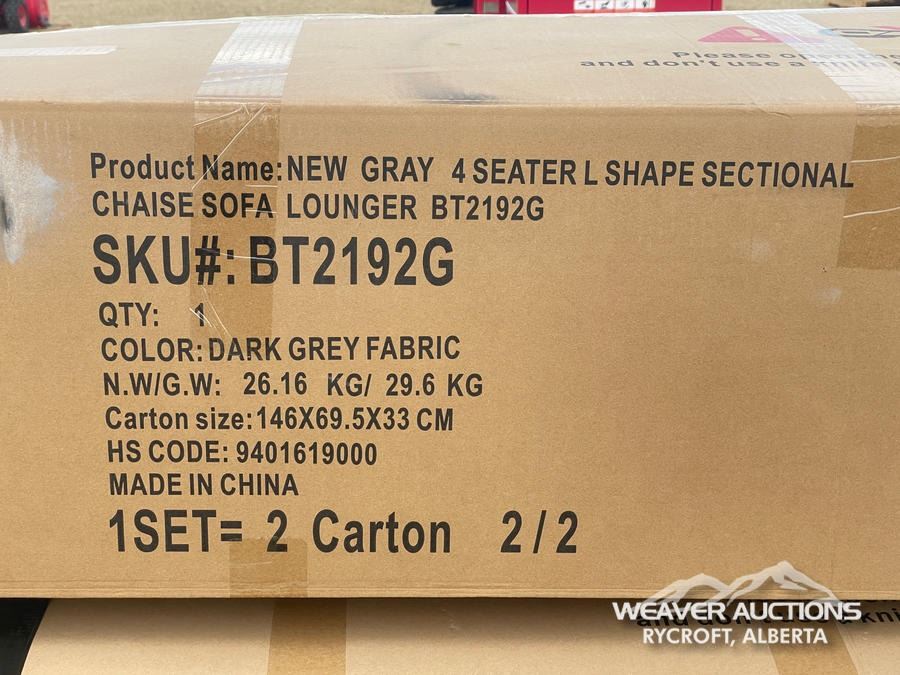 Please
and don't use a
Product Name:NEW GRAY 4 SEATER L SHAPE SECTIONAL
CHAISE SOFA LOUNGER BT2192G
SKU#: BT2192G
QTY: 1
COLOR:DARK GREY FABRIC
N.W/G.W: 26.16 KG/ 29.6 KG
Carton size:146X69.5X33 CM
HS CODE: 9401619000
MADE IN CHINA
1SET= 2 Carton 2/2
WEAVER AUCTIONS
RYCROFT, ALBERTA